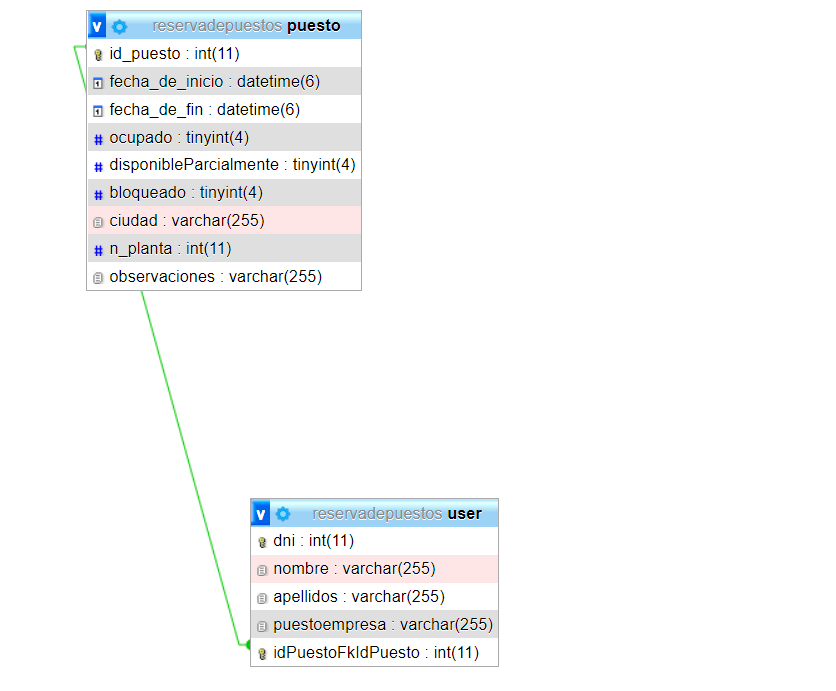 v reservadepuestos puesto
id_puesto : int(11)
fecha_de_inicio : datetime(6)
fecha_de_fin : datetime(6)
# ocupado : tinyint(4)
# disponibleParcialmente : tinyint(4)
# bloqueado : tinyint(4)
ciudad : varchar(255)
# n_planta : int(11)
observaciones : varchar(255)
v reservadepuestos user
dni : int(11)
nombre : varchar(255)
apellidos : varchar(255)
puestoempresa : varchar(255)
idPuestoFkIdPuesto : int(11)